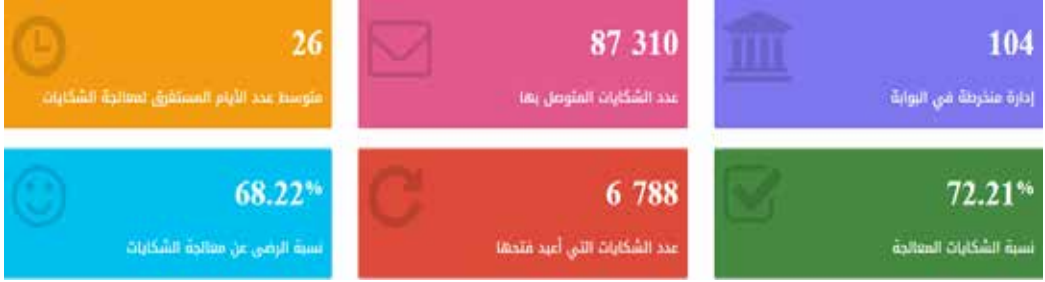 104
إدارة منخرطة في البوابة
87 310
عدد الشكايات المتوصل بها
26
متوسط عدد الأيام المستغرق لمعالجة الشكايات
72.21%
نسبة الشكايات المعالجة
6 788
عدد الشكايات التي أعيد فتحها
68.22%
نسبة الرضى عن معالجة الشكايات